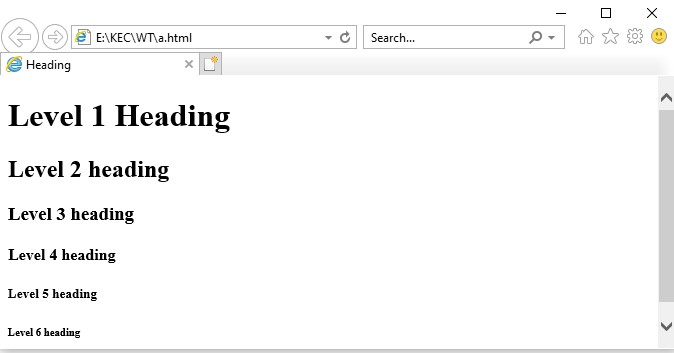 E:\KEC\WT\a.html
Search...
Heading
Level 1 Heading
Level 2 heading
Level 3 heading
Level 4 heading
Level 5 heading
Level 6 heading